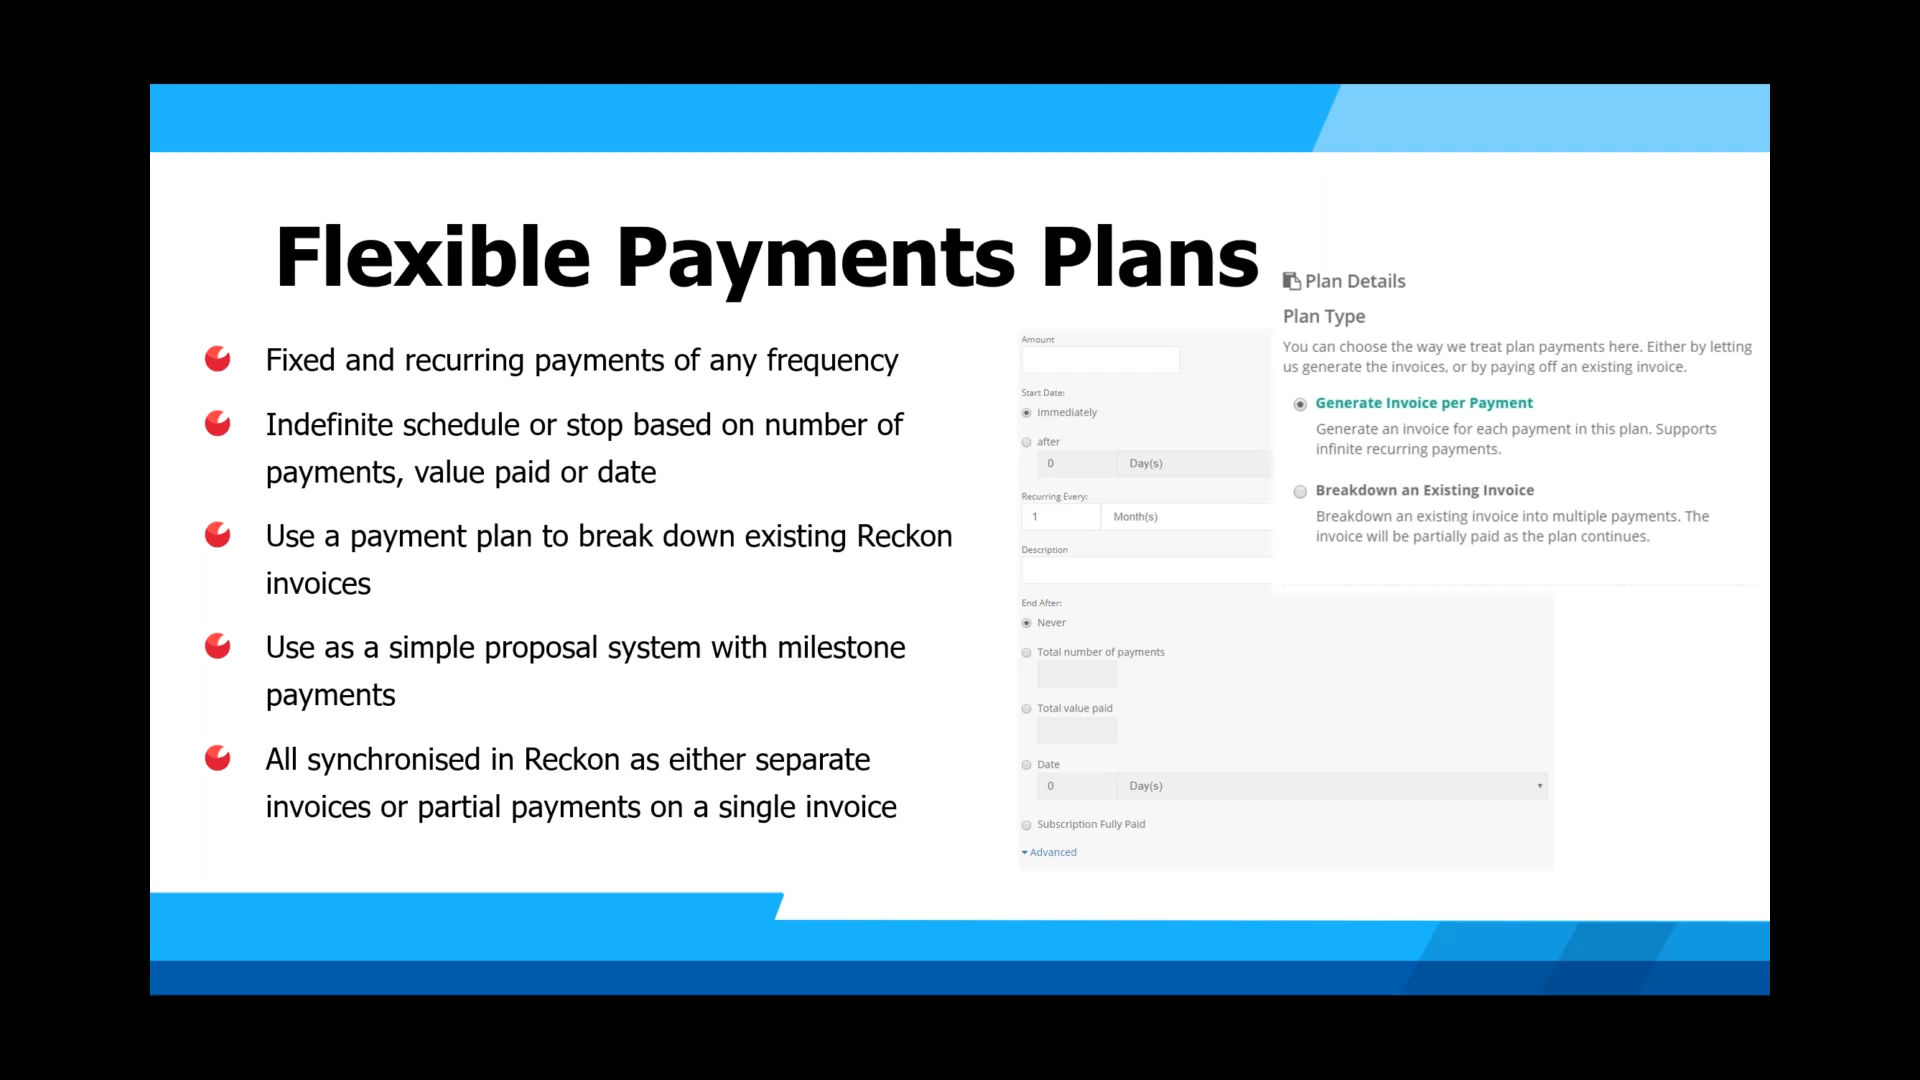 Flexible Payments Plans
Fixed and recurring payments of any frequency
Indefinite schedule or stop based on number of
payments, value paid or date
Use a payment plan to break down existing Reckon
invoices
Use as a simple proposal system with milestone
payments
All synchronised in Reckon as either separate
invoices or partial payments on a single invoice
Amount
Start Date:
Immediately
after
0 Day(s)
Recurring Every:
1 Month(s)
Description
End After:
Never
Total number of payments
Total value paid
Date
0 Day(s)
Subscription Fully Paid
Advanced
Plan Details
Plan Type
You can choose the way we treat plan payments here. Either by letting
us generate the invoices, or by paying off an existing invoice.
Generate Invoice per Payment
Generate an invoice for each payment in this plan. Supports
infinite recurring payments.
Breakdown an Existing Invoice
Breakdown an existing invoice into multiple payments. The
invoice will be partially paid as the plan continues.